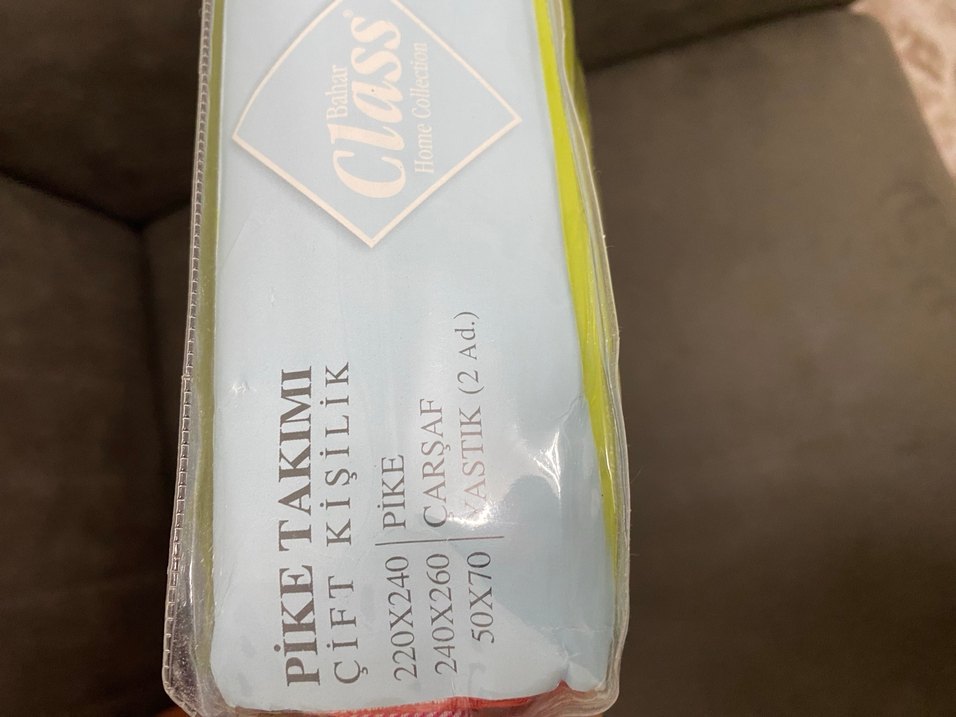 PİKE TAKIMI
ÇİFT KİŞİLİK
220X240 | PİKE
240X260 | ÇARŞAF
50X70 | YASTIK (2 Ad.)
Bahar
Class®
Home Collection